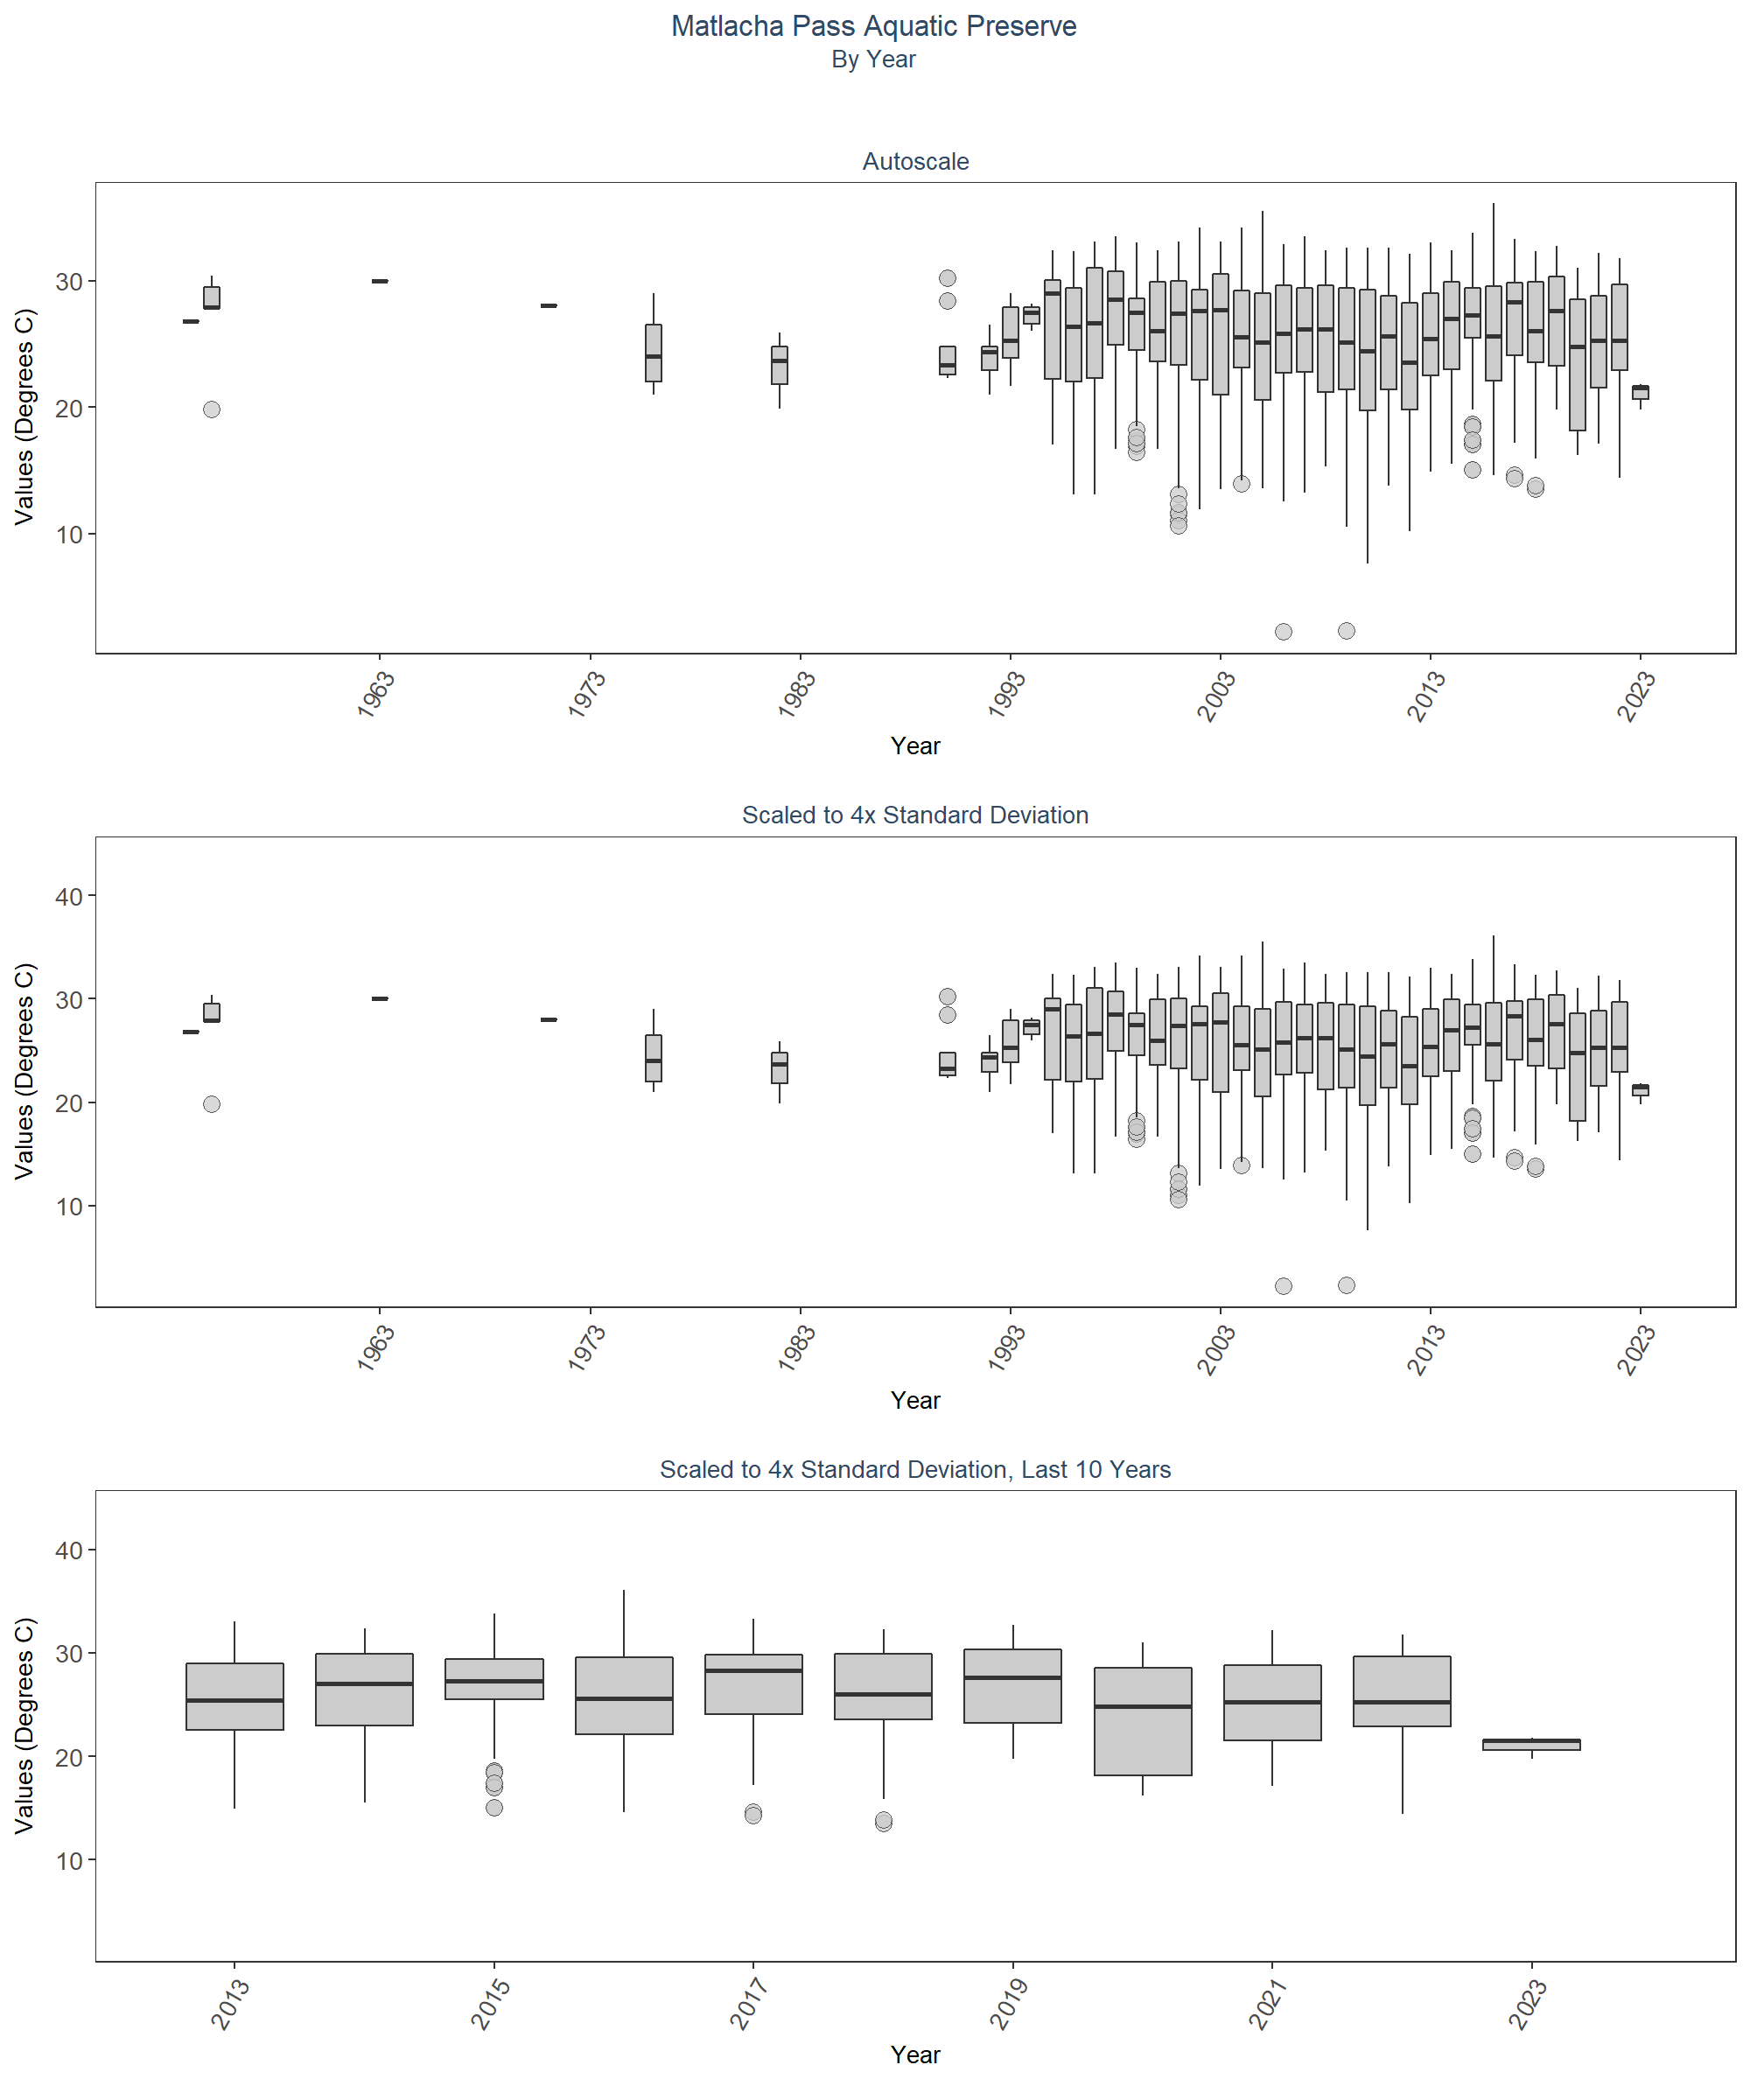 Matlacha Pass Aquatic Preserve
By Year
Autoscale
Values (Degrees C)
30
20
10
1963 1973 1983 1993 2003 2013 2023
Year
Scaled to 4x Standard Deviation
Values (Degrees C)
40
30
20
10
1963 1973 1983 1993 2003 2013 2023
Year
Scaled to 4x Standard Deviation, Last 10 Years
Values (Degrees C)
40
30
20
10
2013 2015 2017 2019 2021 2023
Year